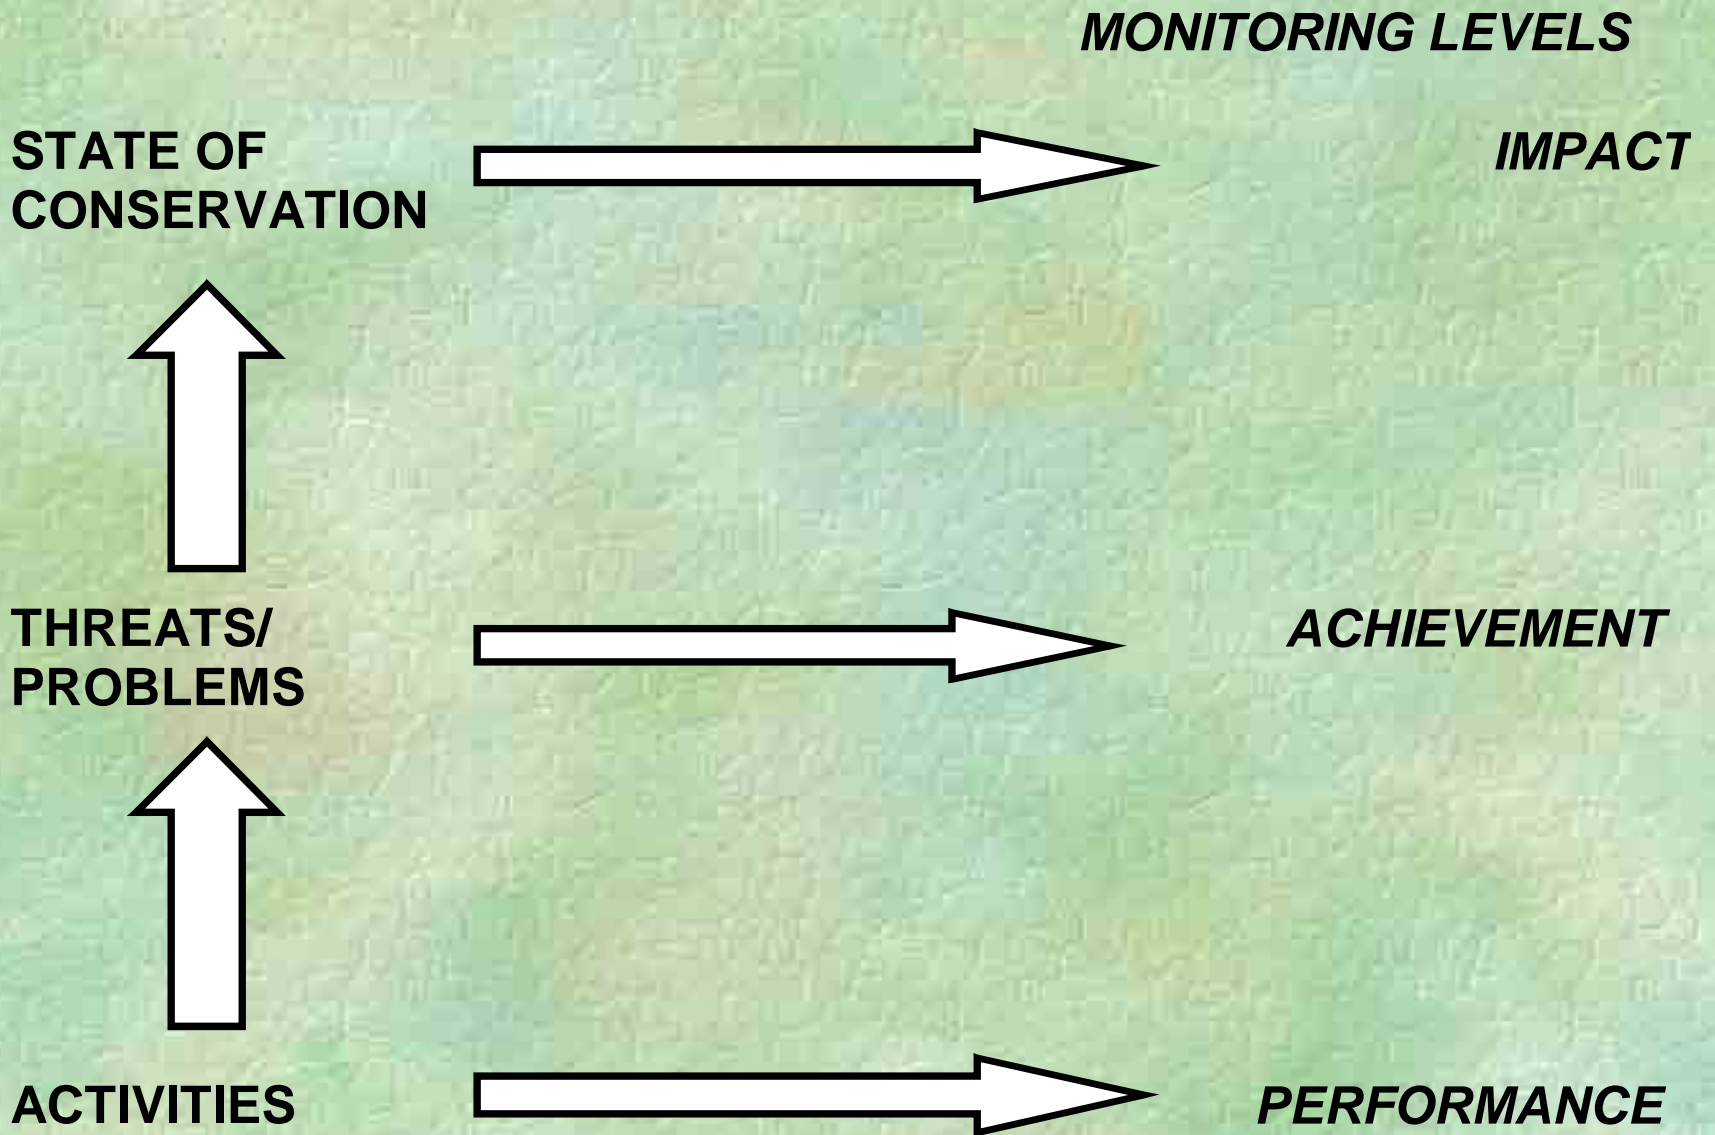 MONITORING LEVELS
STATE OF
CONSERVATION
IMPACT
THREATS/
PROBLEMS
ACHIEVEMENT
ACTIVITIES
PERFORMANCE